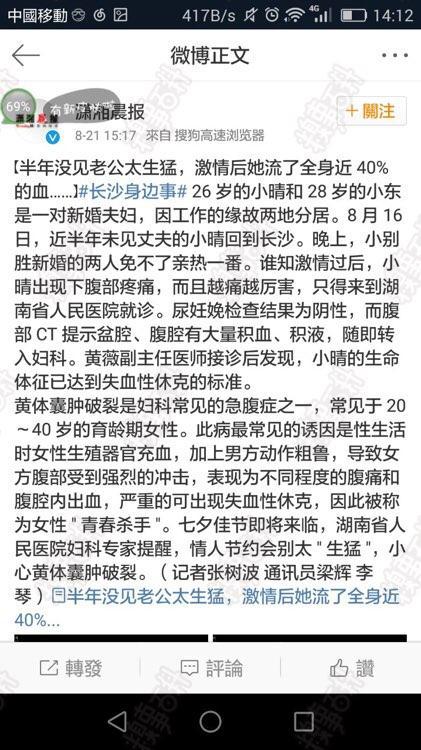 中國移動 417B/s 4G 14:12
微博正文
69%
潇湘晨报
+關注
8-21 15:17 來自 搜狗高速浏览器
【半年没见老公太生猛，激情后她流了全身近 40%
的血……】#长沙身边事# 26 岁的小晴和 28 岁的小东
是一对新婚夫妇，因工作的缘故两地分居。8 月 16
日，近半年未见丈夫的小晴回到长沙。晚上，小别
胜新婚的两人免不了亲热一番。谁知激情过后，小
晴出现下腹部疼痛，而且越痛越厉害，只得来到湖
南省人民医院就诊。尿妊娩检查结果为阴性，而腹
部 CT 提示盆腔、腹腔有大量积血、积液，随即转
入妇科。黄薇副主任医师接诊后发现，小晴的生命
体征已达到失血性休克的标准。
黄体囊肿破裂是妇科常见的急腹症之一，常见于 20
～40 岁的育龄期女性。此病最常见的诱因是性生活
时女性生殖器官充血，加上男方动作粗鲁，导致女
方腹部受到强烈的冲击，表现为不同程度的腹痛和
腹腔内出血，严重的可出现失血性休克，因此被称
为女性＂青春杀手＂。七夕佳节即将来临，湖南省人
民医院妇科专家提醒，情人节约会别太＂生猛＂，小
心黄体囊肿破裂。（记者张树波 通讯员梁辉 李
琴）半年没见老公太生猛，激情后她流了全身近
40%...
轉發 評論 讚